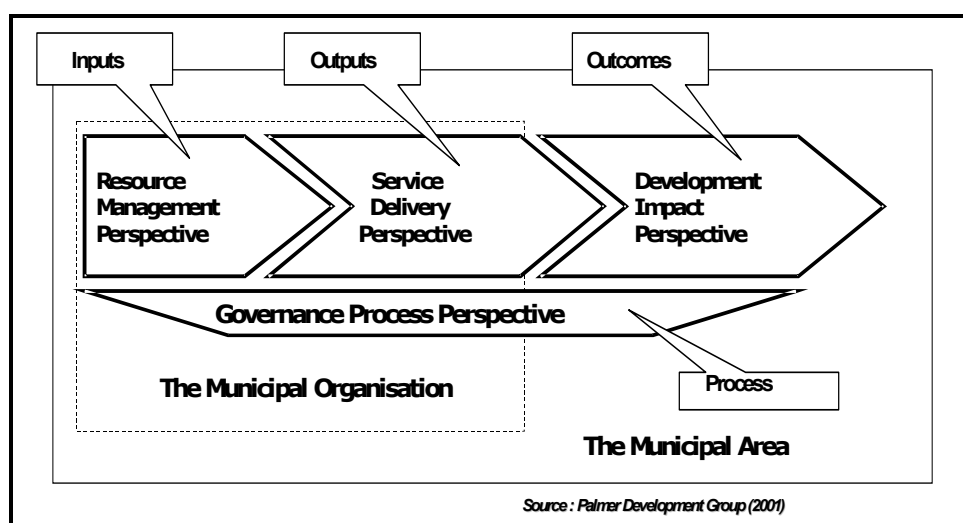 Inputs
Outputs
Outcomes
Resource
Management
Perspective
Service
Delivery
Perspective
Development
Impact
Perspective
Governance Process Perspective
The Municipal Organisation
Process
The Municipal Area
Source : Palmer Development Group (2001)